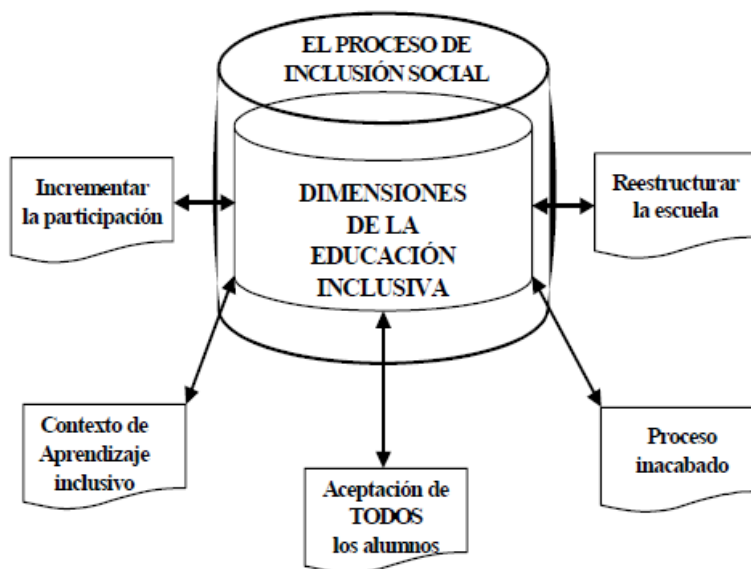 EL PROCESO DE
INCLUSIÓN SOCIAL
Incrementar
la participación
DIMENSIONES
DE LA
EDUCACIÓN
INCLUSIVA
Reestructurar
la escuela
Contexto de
Aprendizaje
inclusivo
Aceptación de
TODOS
los alumnos
Proceso
inacabado